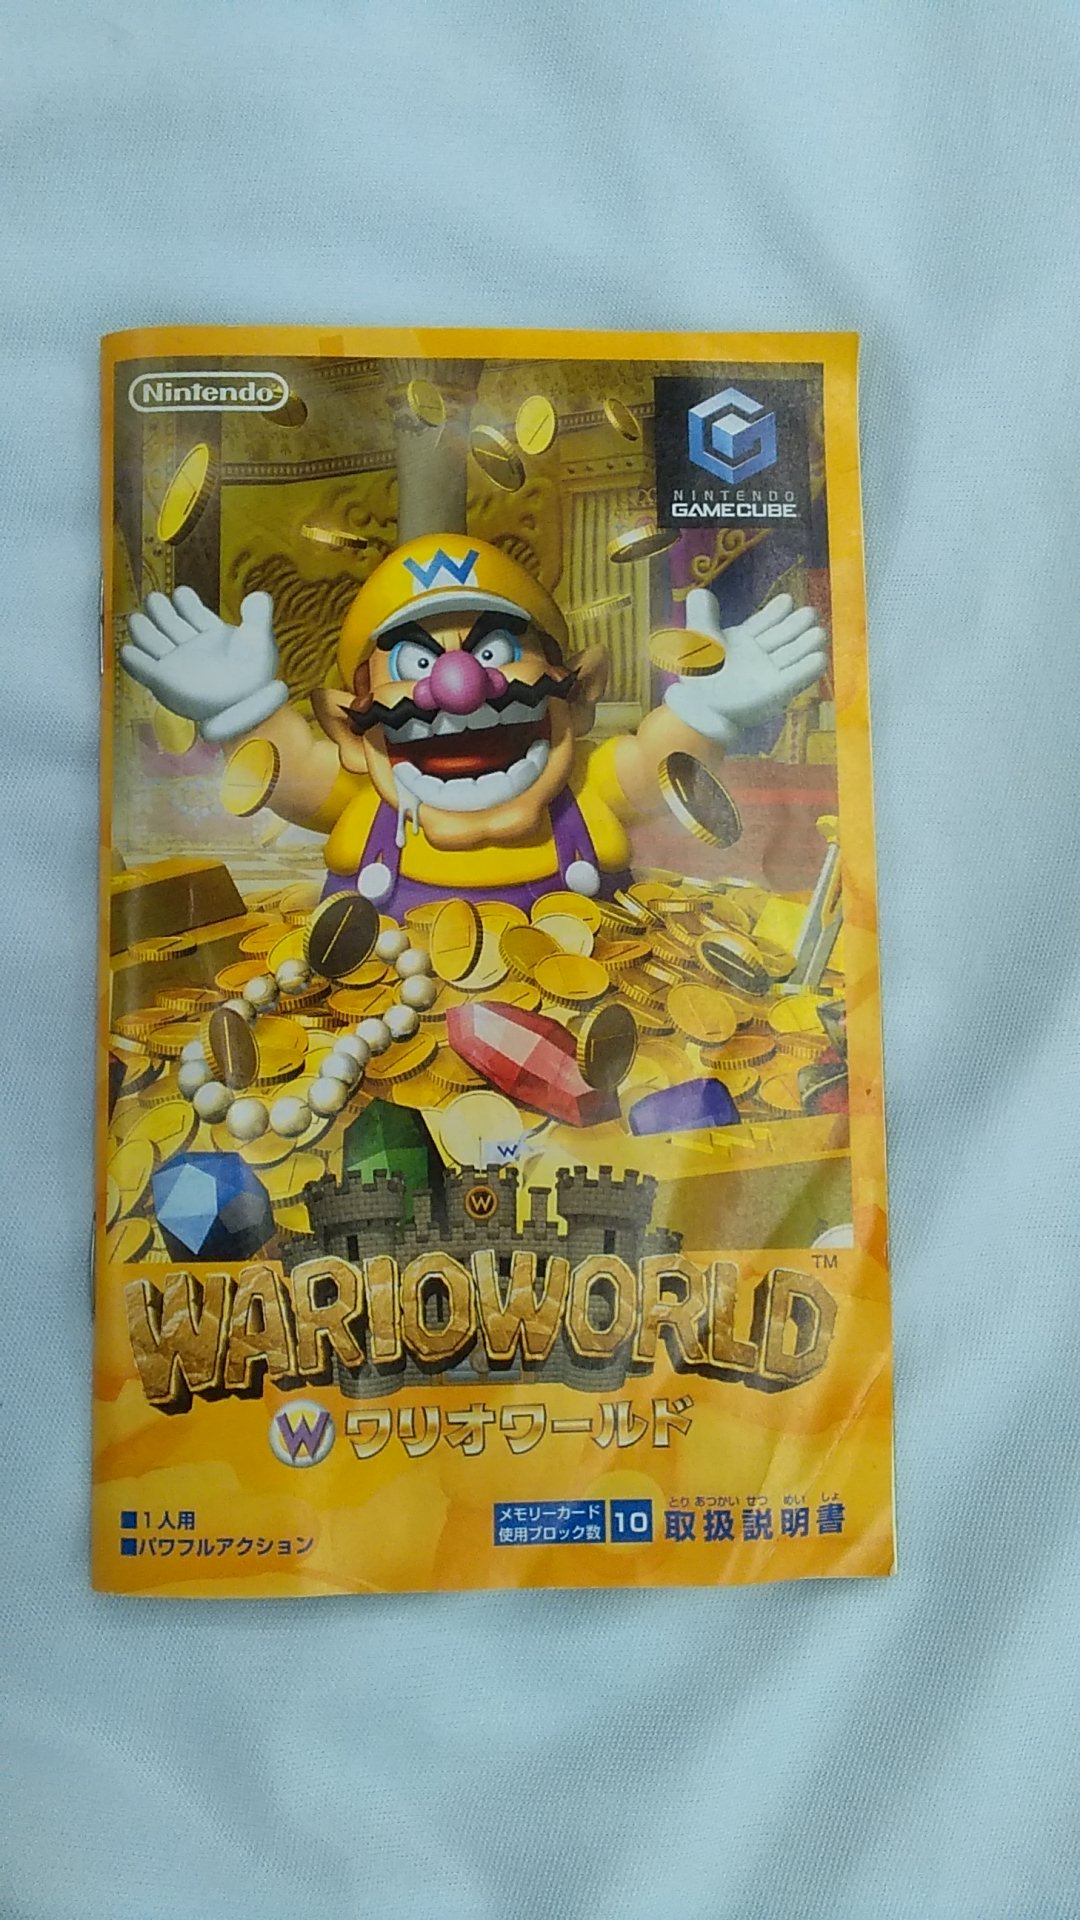 Nintendo
NINTENDO
GAMECUBE
W
W
W
WARIOWORLD
TM
W
ワリオワールド
■1人用
■パワフルアクション
メモリーカード
使用ブロック数
10
とり あつかい せつ めい しょ
取扱説明書